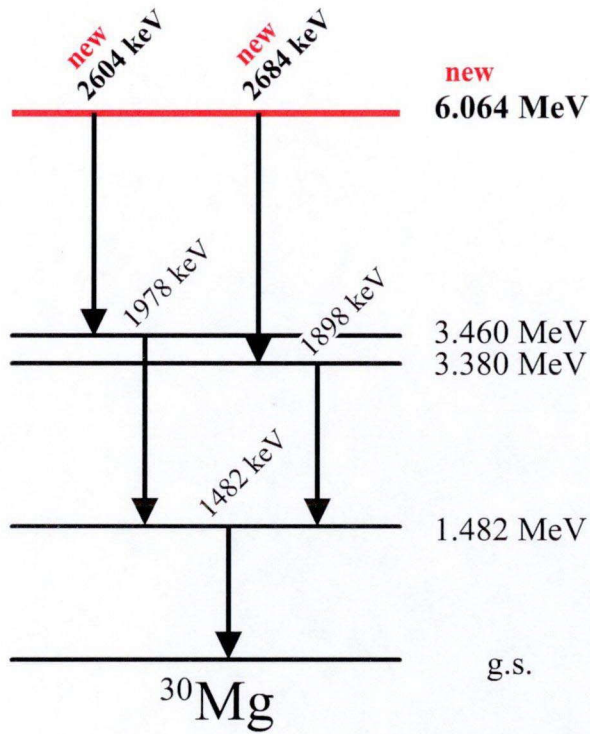 new
2604 keV
new
2684 keV
new
6.064 MeV
1978 keV
1898 keV
3.460 MeV
3.380 MeV
1482 keV
1.482 MeV
g.s.
³⁰Mg